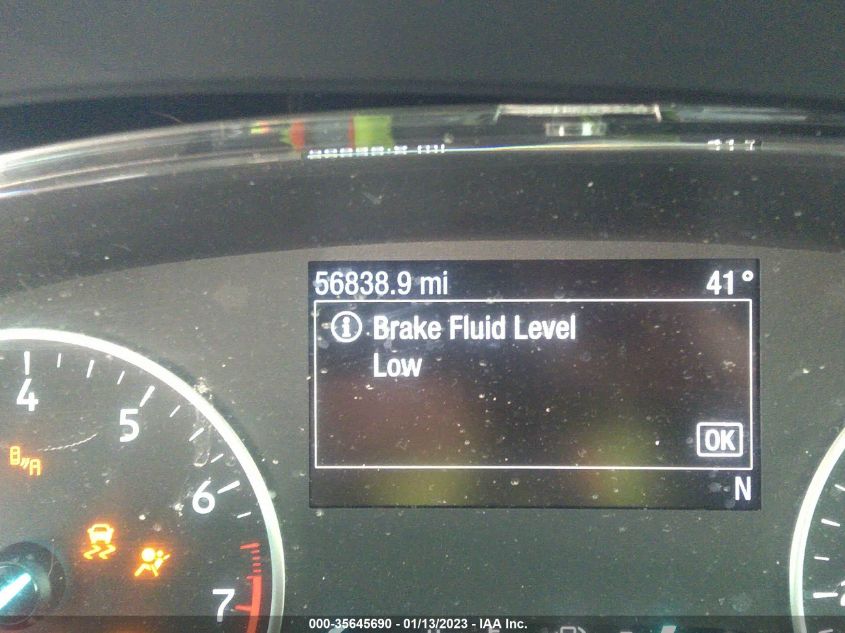 56838.9 mi 41°
Brake Fluid Level
Low
OK
N
4
5
6
7
000-35645690 - 01/13/2023 - IAA Inc.